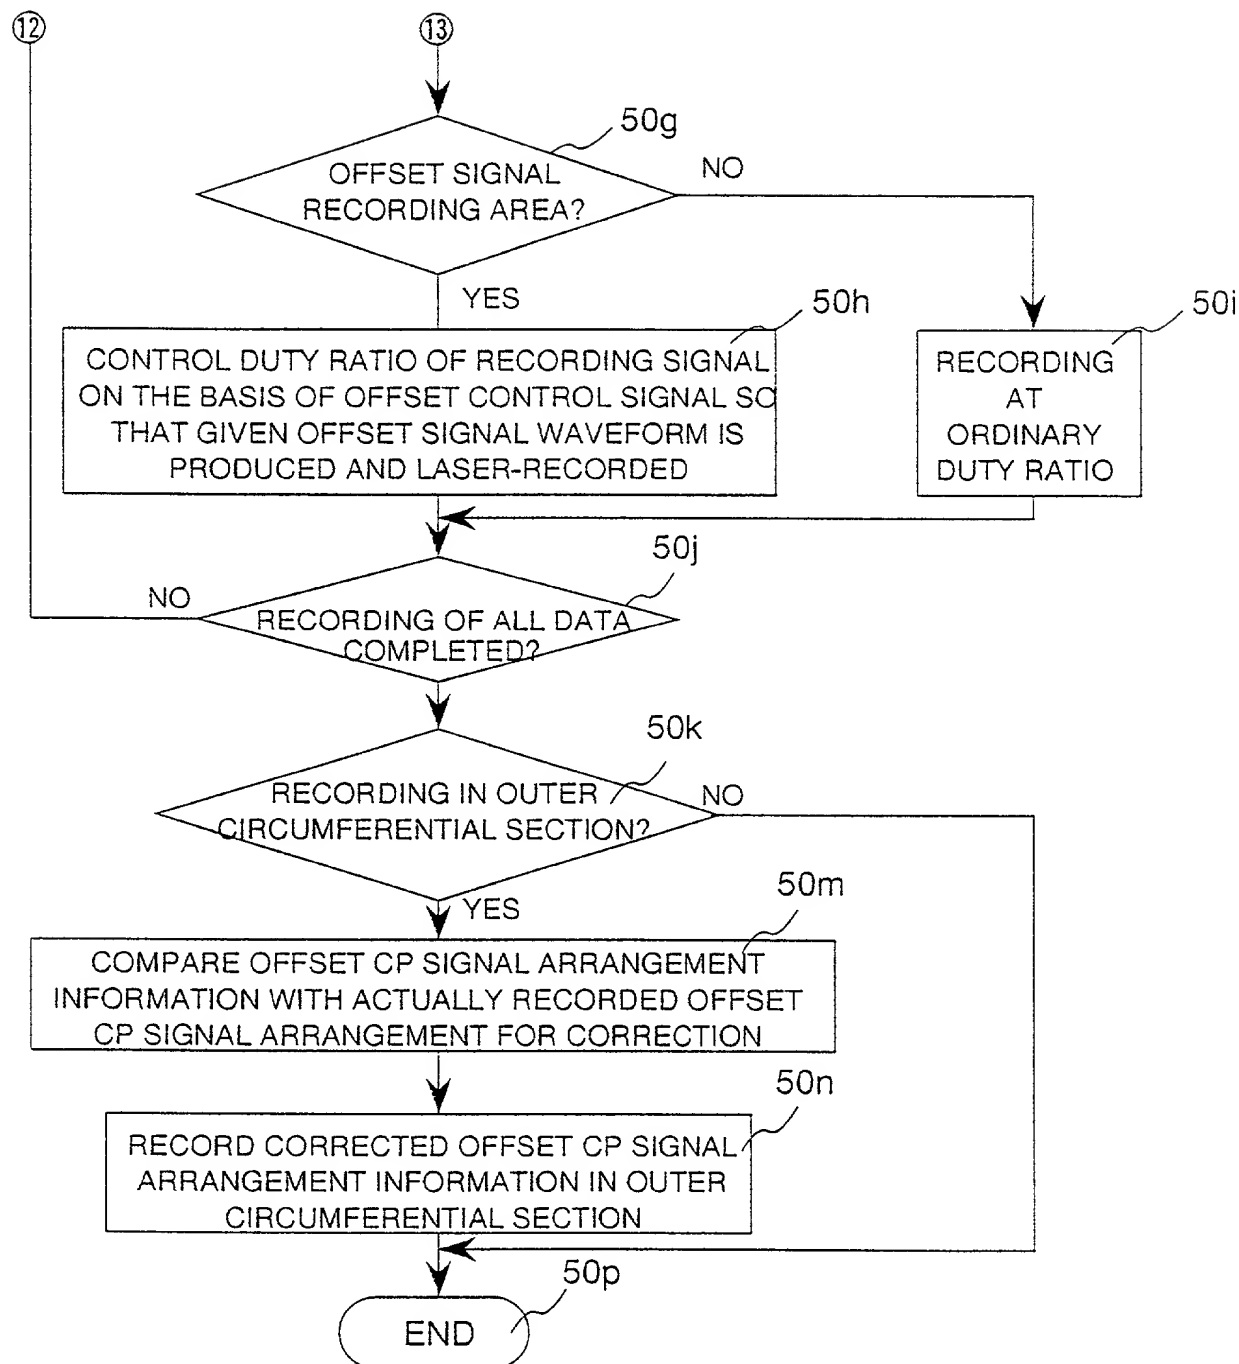 ⑫
⑬
50g
OFFSET SIGNAL
RECORDING AREA?
NO
YES
50h
50i
CONTROL DUTY RATIO OF RECORDING SIGNAL
ON THE BASIS OF OFFSET CONTROL SIGNAL SO
THAT GIVEN OFFSET SIGNAL WAVEFORM IS
PRODUCED AND LASER-RECORDED
RECORDING
AT
ORDINARY
DUTY RATIO
50j
NO
RECORDING OF ALL DATA
COMPLETED?
50k
RECORDING IN OUTER
CIRCUMFERENTIAL SECTION?
NO
YES
50m
COMPARE OFFSET CP SIGNAL ARRANGEMENT
INFORMATION WITH ACTUALLY RECORDED OFFSET
CP SIGNAL ARRANGEMENT FOR CORRECTION
50n
RECORD CORRECTED OFFSET CP SIGNAL
ARRANGEMENT INFORMATION IN OUTER
CIRCUMFERENTIAL SECTION
50p
END